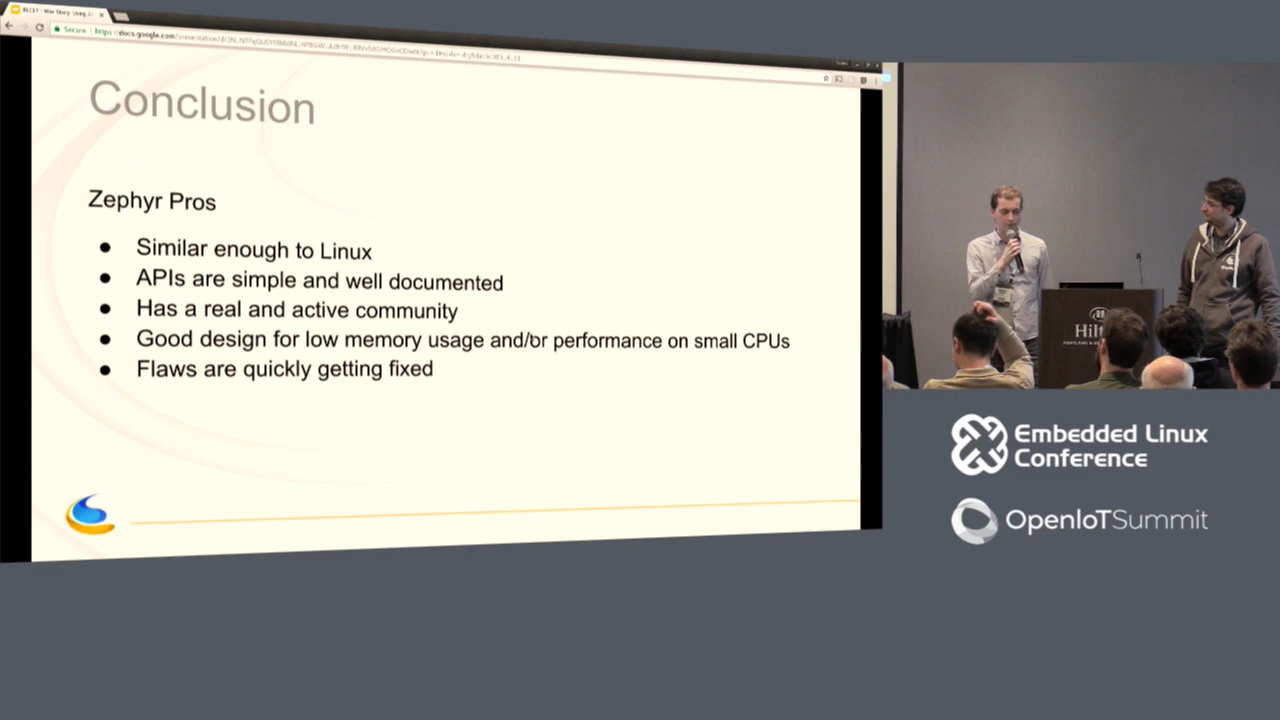 Secure
Conclusion
Zephyr Pros
● Similar enough to Linux
● APIs are simple and well documented
● Has a real and active community
● Good design for low memory usage and/or performance on small CPUs
● Flaws are quickly getting fixed
Embedded Linux
Conference
OpenIoTSummit